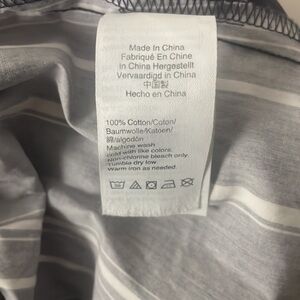 Made In China
Fabriqué En Chine
In China Hergestellt
Vervaardigd in China
中国製
Hecho en China
100% Cotton/Coton/
Baumwolle/Katoen/
綿/algodón
Machine wash
cold with like colors.
Non-chlorine bleach only.
Tumble dry low
Warm iron as needed.